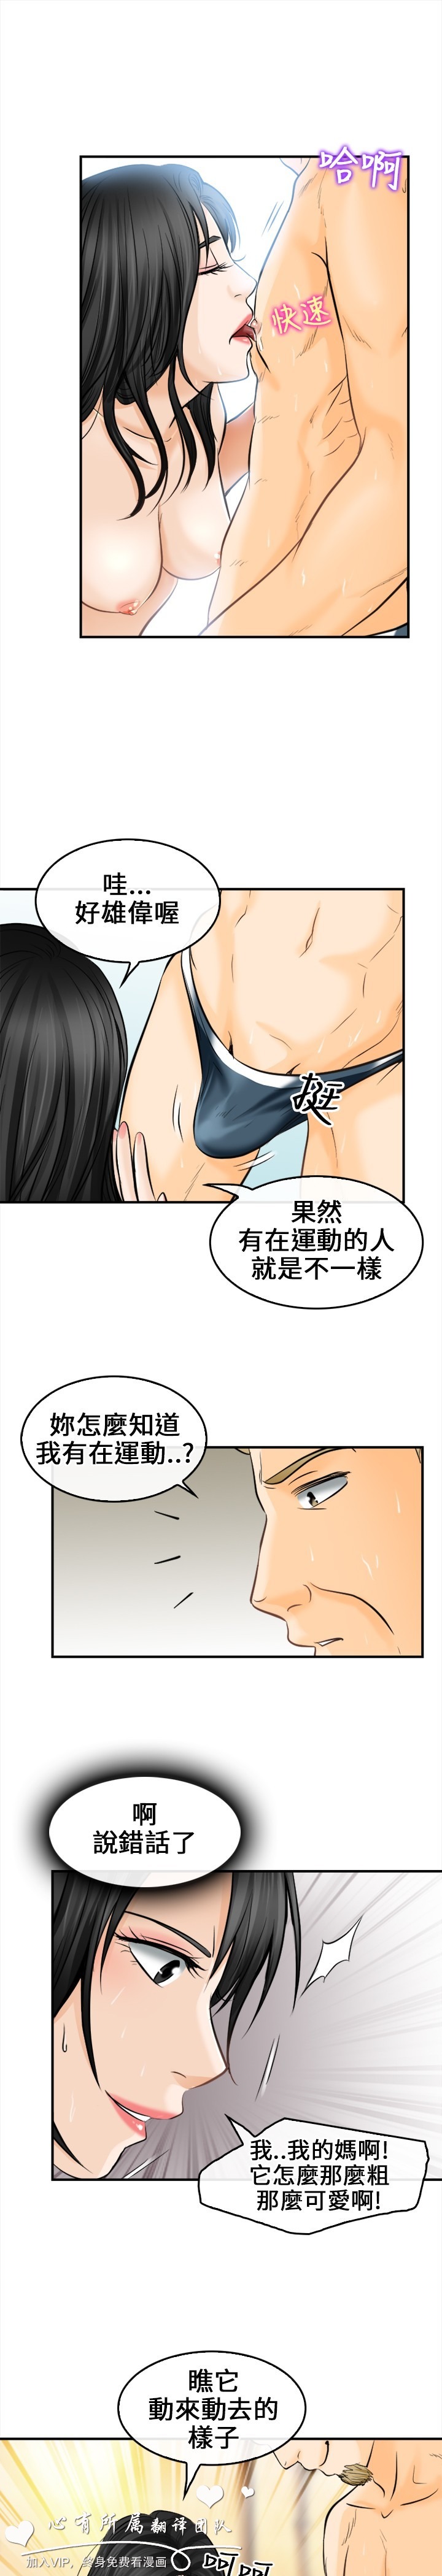 哈啊
快速
哇...
好雄偉喔
挺
果然
有在運動的人
就是不一樣
妳怎麼知道
我有在運動..?
啊
說錯話了
我..我的媽啊!
它怎麼那麼粗
那麼可愛啊!
瞧它
動來動去的
樣子
心有所属翻译团队
加入VIP，终身免费看漫画
呵呵